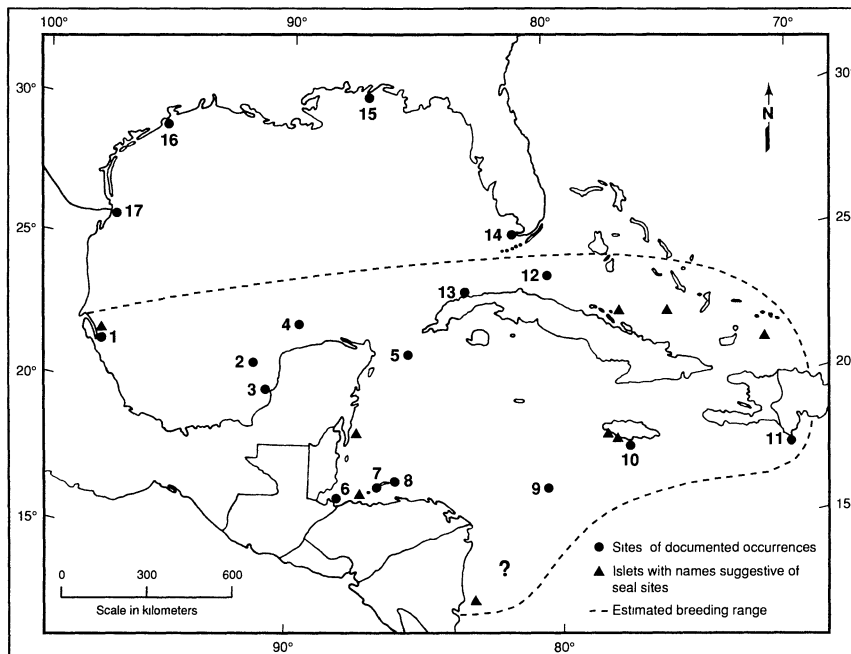 100° 90° 80° 70°
30° 30
15
16
N
17
25° 25°
14
12
13
4
1
5
2
20° 20°
3
11
10
7 8
6
9
15° 15°
● Sites of documented occurrences
?
▲ Islets with names suggestive of
seal sites
0 300 600
Scale in kilometers
--- Estimated breeding range
90° 80° 70°